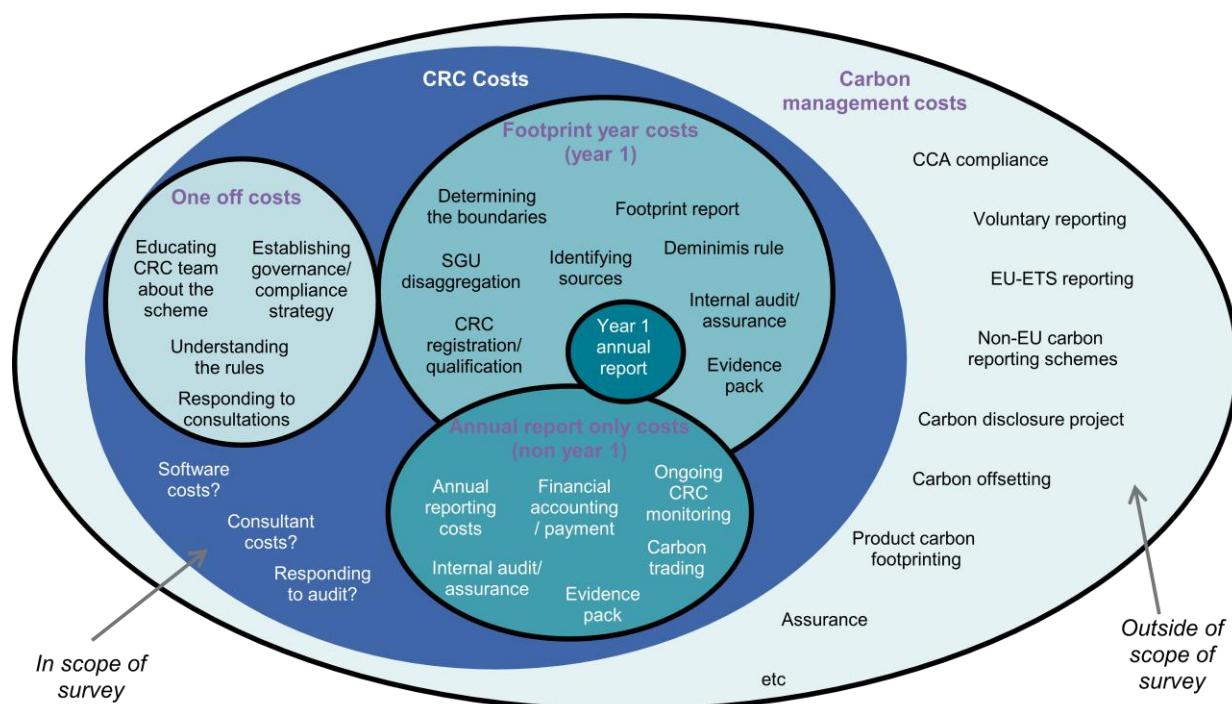 CRC Costs
Carbon
management costs
Footprint year costs
(year 1)
One off costs
Educating
CRC team
about the
scheme
Establishing
governance/
compliance
strategy
Understanding
the rules
Responding to
consultations
Determining
the boundaries
Footprint report
SGU
disaggregation
Identifying
sources
Deminimis rule
CRC
registration/
qualification
Internal audit/
assurance
Year 1
annual
report
Evidence
pack
Annual report only costs
(non year 1)
Annual
reporting
costs
Financial
accounting
/ payment
Ongoing
CRC
monitoring
Internal audit/
assurance
Carbon
trading
Evidence
pack
Software
costs?
Consultant
costs?
Responding
to audit?
CCA compliance
Voluntary reporting
EU-ETS reporting
Non-EU carbon
reporting schemes
Carbon disclosure project
Carbon offsetting
Product carbon
footprinting
Assurance
etc
In scope of
survey
Outside of
scope of
survey